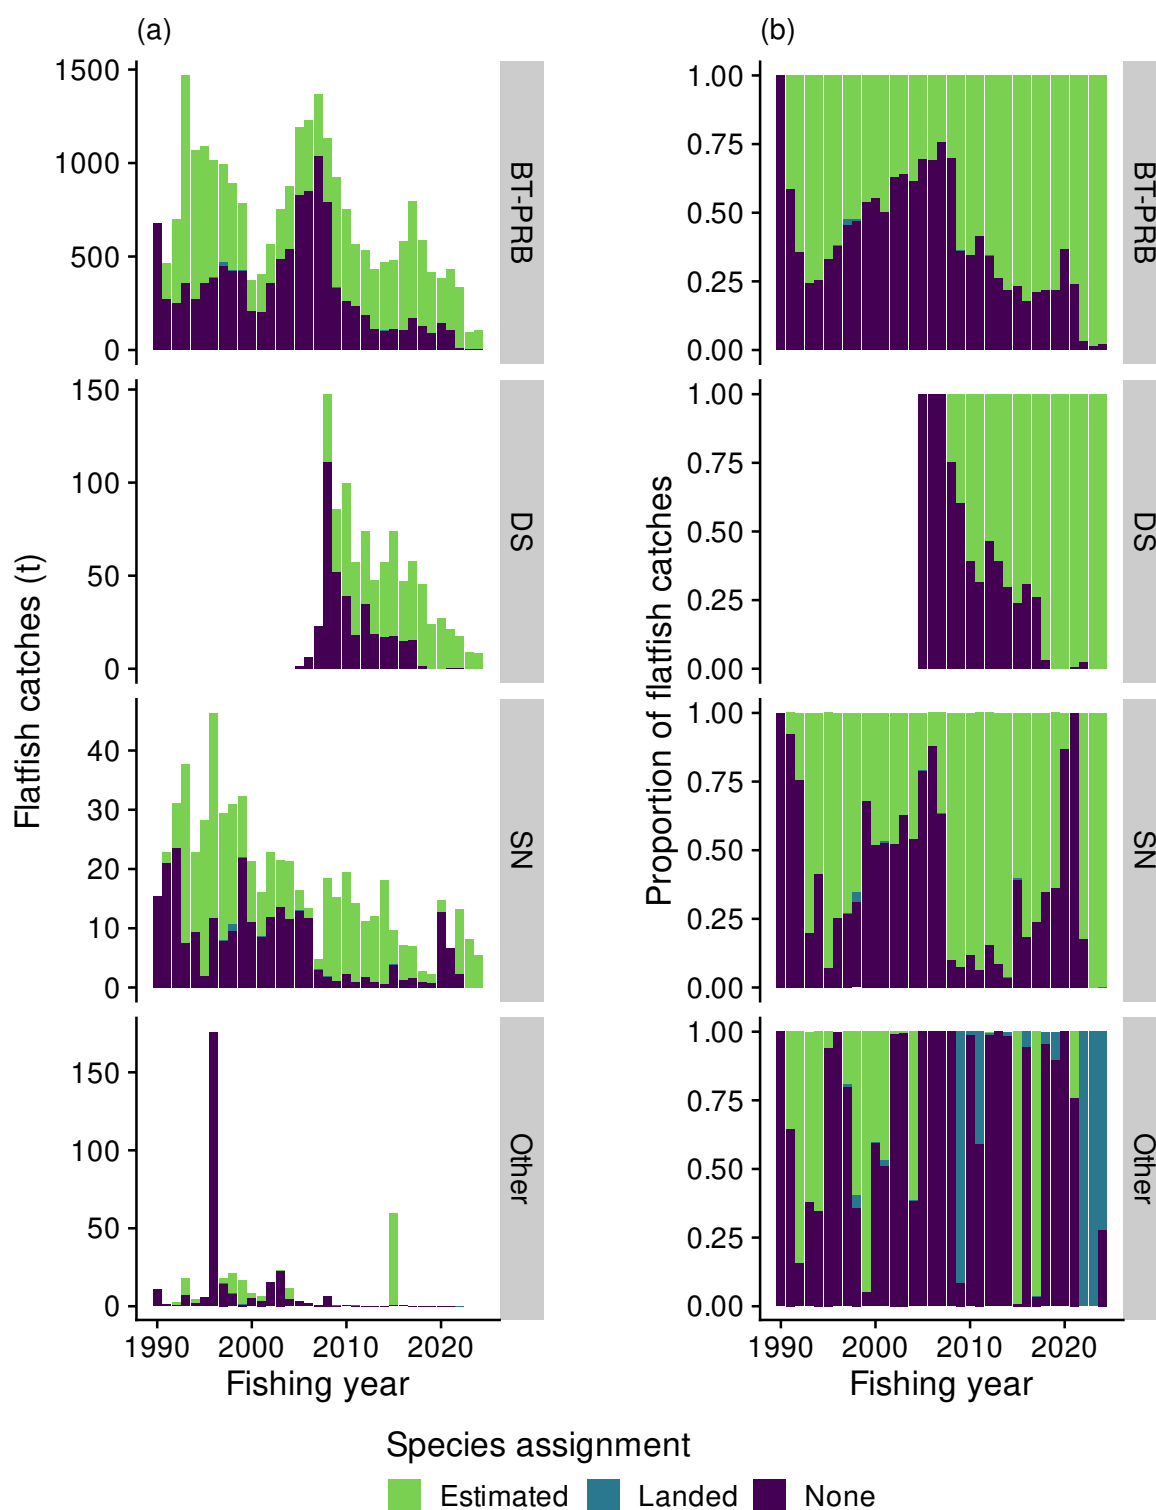 (a)
(b)
Flatfish catches (t)
1500
1000
500
0
BT-PRB
150
100
50
0
DS
40
30
20
10
0
SN
150
100
50
0
Other
1990 2000 2010 2020
Fishing year
Proportion of flatfish catches
1.00
0.75
0.50
0.25
0.00
BT-PRB
1.00
0.75
0.50
0.25
0.00
DS
1.00
0.75
0.50
0.25
0.00
SN
1.00
0.75
0.50
0.25
0.00
Other
1990 2000 2010 2020
Fishing year
Species assignment
Estimated Landed None